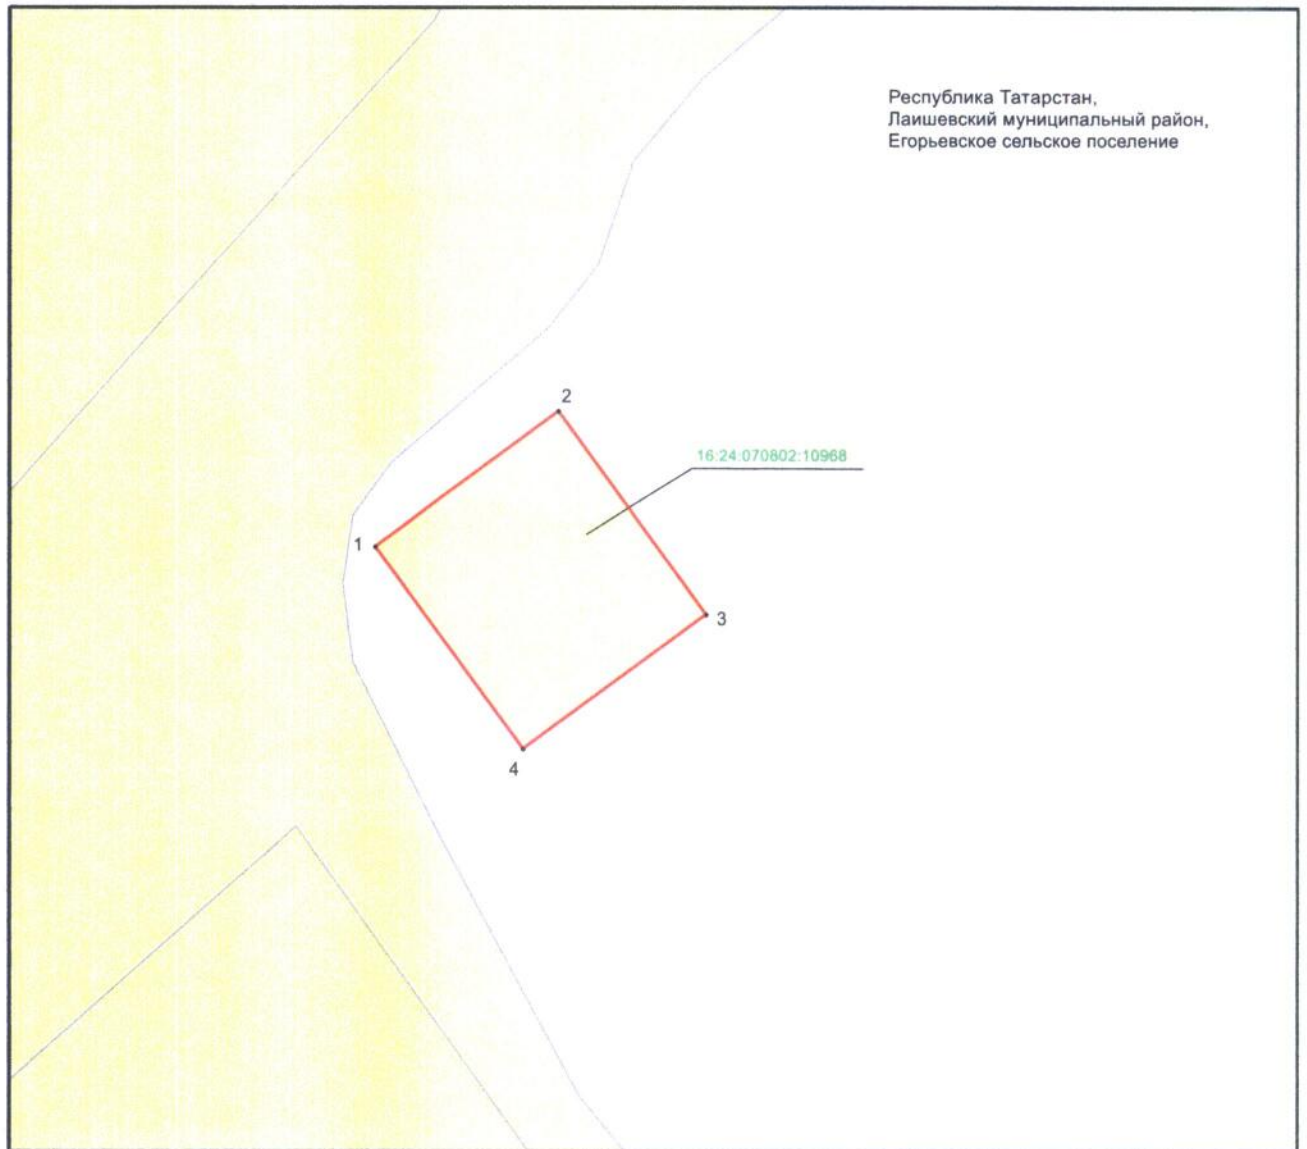 Республика Татарстан,
Лаишевский муниципальный район,
Егорьевское сельское поселение
2
16:24:070802:10968
1
3
4